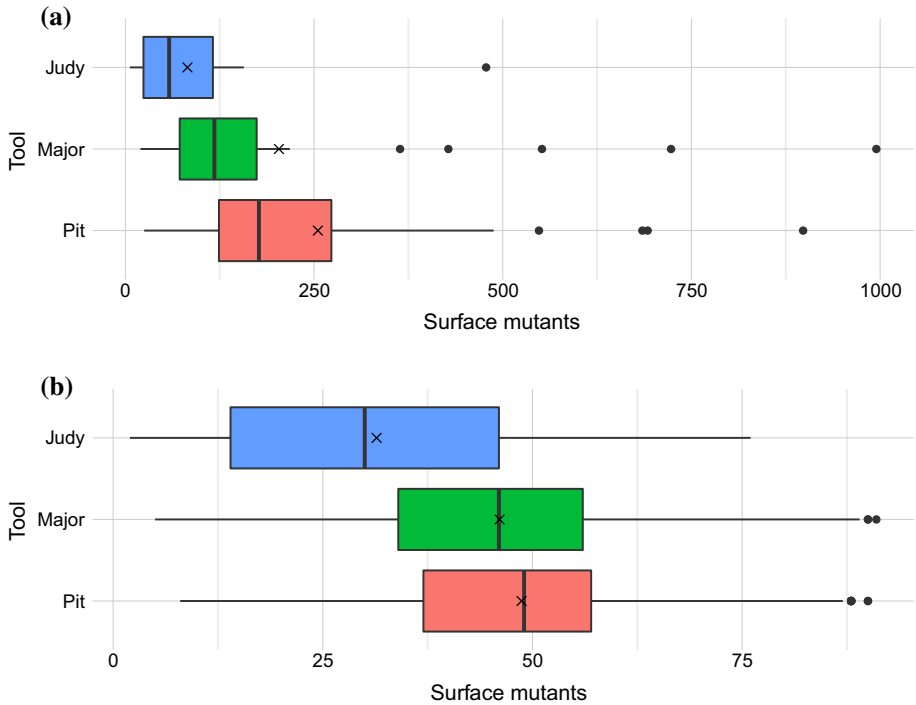 (a)
Judy
Major
Pit
Tool
0 250 500 750 1000
Surface mutants
(b)
Judy
Major
Pit
Tool
0 25 50 75
Surface mutants